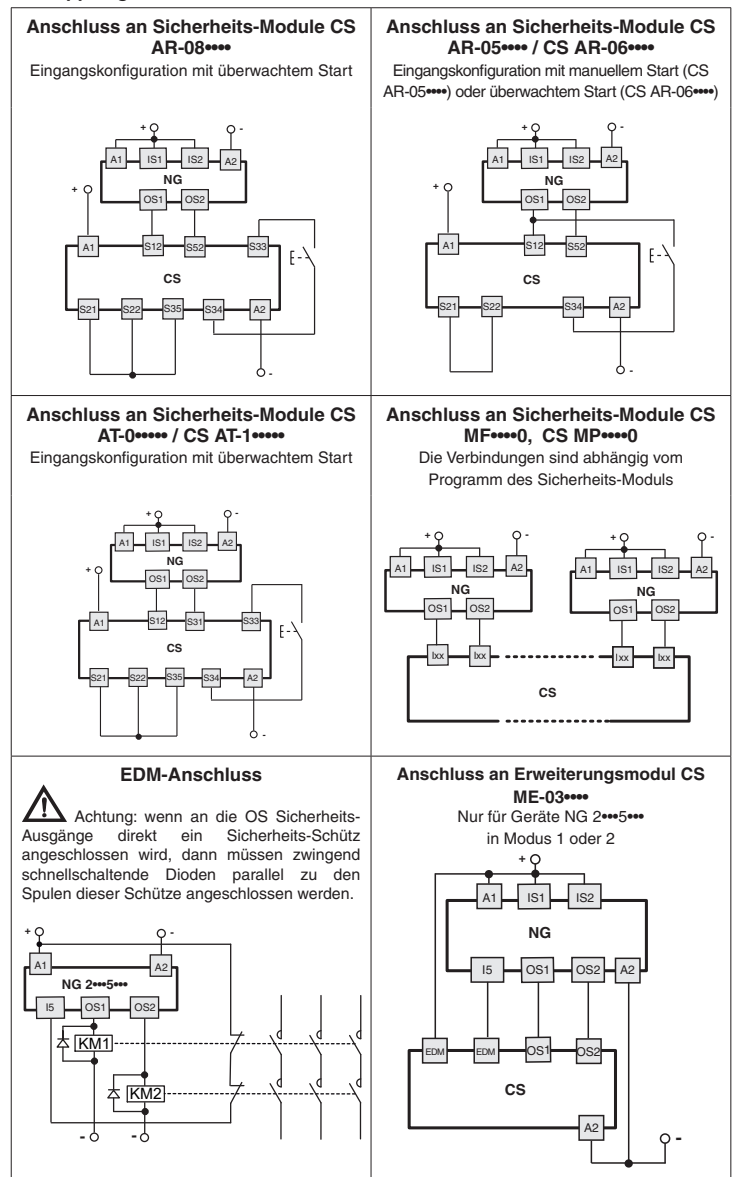 Anschluss an Sicherheits-Module CS
AR-08••••
Eingangskonfiguration mit überwachtem Start
+ -
A1 IS1 IS2 A2
NG
OS1 OS2
+
A1 S12 S52 S33
CS
S21 S22 S35 S34 A2
-
Anschluss an Sicherheits-Module CS
AR-05•••• / CS AR-06••••
Eingangskonfiguration mit manuellem Start (CS
AR-05••••) oder überwachtem Start (CS AR-06••••)
+ -
A1 IS1 IS2 A2
NG
OS1 OS2
+
A1 S12 S52
CS
S21 S22 S34 A2
-
Anschluss an Sicherheits-Module CS
AT-0••••• / CS AT-1•••••
Eingangskonfiguration mit überwachtem Start
+ -
A1 IS1 IS2 A2
NG
OS1 OS2
+
A1 S12 S31 S33
CS
S21 S22 S35 S34 A2
-
Anschluss an Sicherheits-Module CS
MF••••0, CS MP••••0
Die Verbindungen sind abhängig vom
Programm des Sicherheits-Moduls
+ - + -
A1 IS1 IS2 A2 A1 IS1 IS2 A2
NG NG
OS1 OS2 OS1 OS2
Ixx Ixx Ixx Ixx
CS
EDM-Anschluss
Achtung: wenn an die OS Sicherheits-
Ausgänge direkt ein Sicherheits-Schütz
angeschlossen wird, dann müssen zwingend
schnellschaltende Dioden parallel zu den
Spulen dieser Schütze angeschlossen werden.
+ -
A1 A2
NG 2•••5•••
I5 OS1 OS2
KM1
KM2
- -
Anschluss an Erweiterungsmodul CS
ME-03••••
Nur für Geräte NG 2•••5•••
in Modus 1 oder 2
+
A1 IS1 IS2
NG
I5 OS1 OS2 A2
EDM EDM OS1 OS2
CS
A2
-